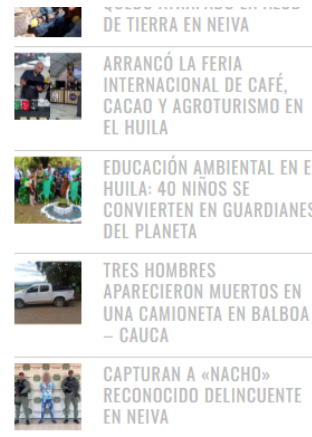 DE TIERRA EN NEIVA
ARRANCÓ LA FERIA
INTERNACIONAL DE CAFÉ,
CACAO Y AGROTURISMO EN
EL HUILA
EDUCACIÓN AMBIENTAL EN E
HUILA: 40 NIÑOS SE
CONVIERTEN EN GUARDIANES
DEL PLANETA
TRES HOMBRES
APARECIERON MUERTOS EN
UNA CAMIONETA EN BALBOA
– CAUCA
CAPTURAN A «NACHO»
RECONOCIDO DELINCUENTE
EN NEIVA